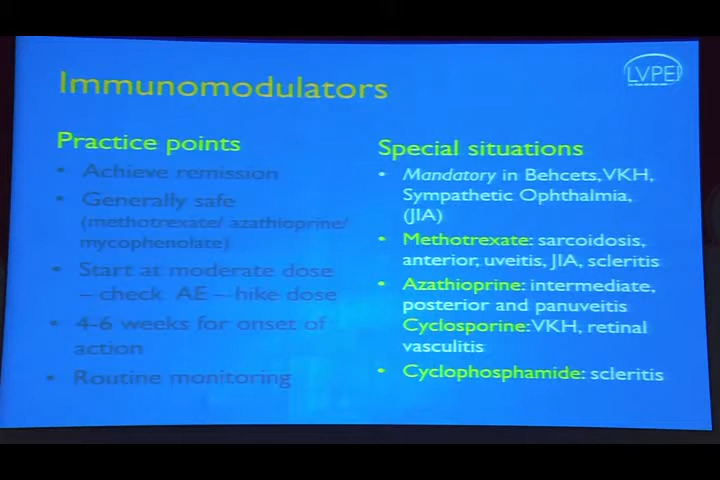 Immunomodulators
LVPEI
Practice points
• Achieve remission
• Generally safe
(methotrexate/ azathioprine/
mycophenolate)
• Start at moderate dose
– check AE – hike dose
• 4-6 weeks for onset of
action
• Routine monitoring
Special situations
• Mandatory in Behcets, VKH,
Sympathetic Ophthalmia,
(JIA)
• Methotrexate: sarcoidosis,
anterior, uveitis, JIA, scleritis
• Azathioprine: intermediate,
posterior and panuveitis
Cyclosporine: VKH, retinal
vasculitis
• Cyclophosphamide: scleritis